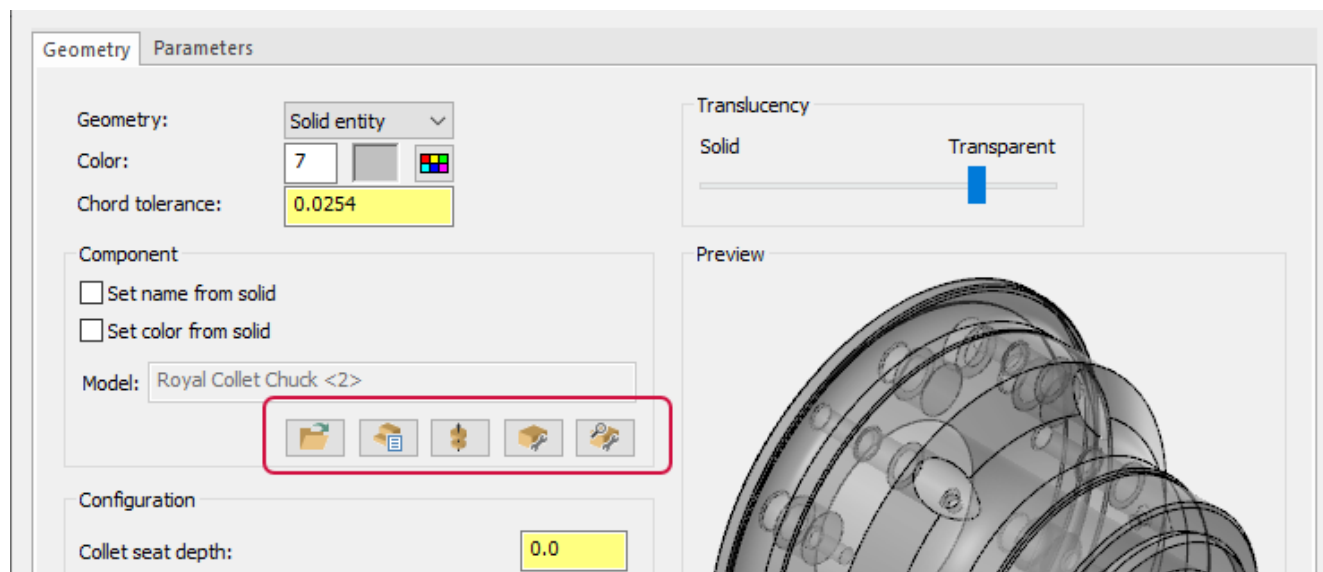 Geometry Parameters
Geometry: Solid entity
Color: 7
Chord tolerance: 0.0254
Translucency
Solid Transparent
Component
Set name from solid
Set color from solid
Model: Royal Collet Chuck <2>
Preview
Configuration
Collet seat depth: 0.0